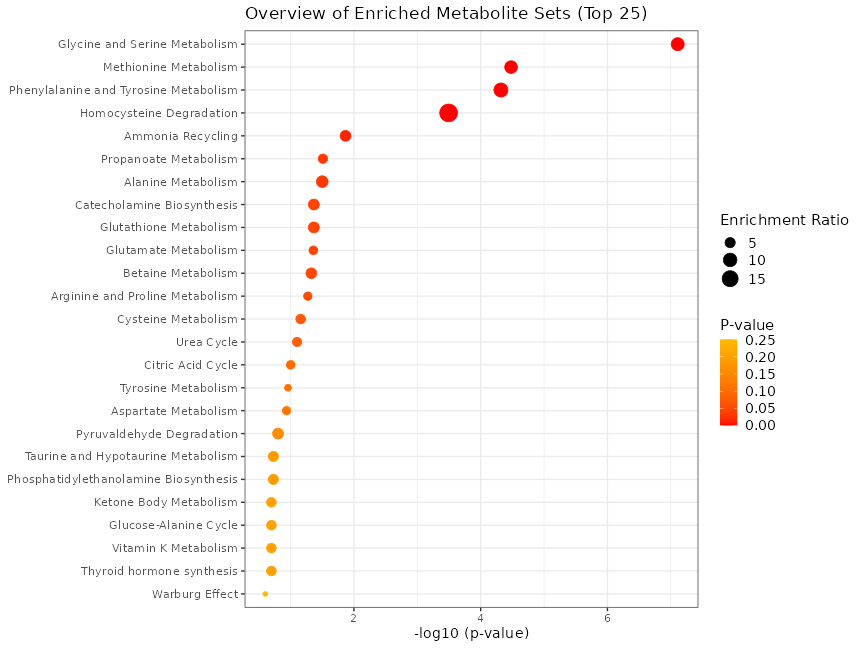 Overview of Enriched Metabolite Sets (Top 25)
Glycine and Serine Metabolism
Methionine Metabolism
Phenylalanine and Tyrosine Metabolism
Homocysteine Degradation
Ammonia Recycling
Propanoate Metabolism
Alanine Metabolism
Catecholamine Biosynthesis
Glutathione Metabolism
Glutamate Metabolism
Betaine Metabolism
Arginine and Proline Metabolism
Cysteine Metabolism
Urea Cycle
Citric Acid Cycle
Tyrosine Metabolism
Aspartate Metabolism
Pyruvaldehyde Degradation
Taurine and Hypotaurine Metabolism
Phosphatidylethanolamine Biosynthesis
Ketone Body Metabolism
Glucose-Alanine Cycle
Vitamin K Metabolism
Thyroid hormone synthesis
Warburg Effect
2 4 6
-log10 (p-value)
Enrichment Ratio
5
10
15
P-value
0.25
0.20
0.15
0.10
0.05
0.00